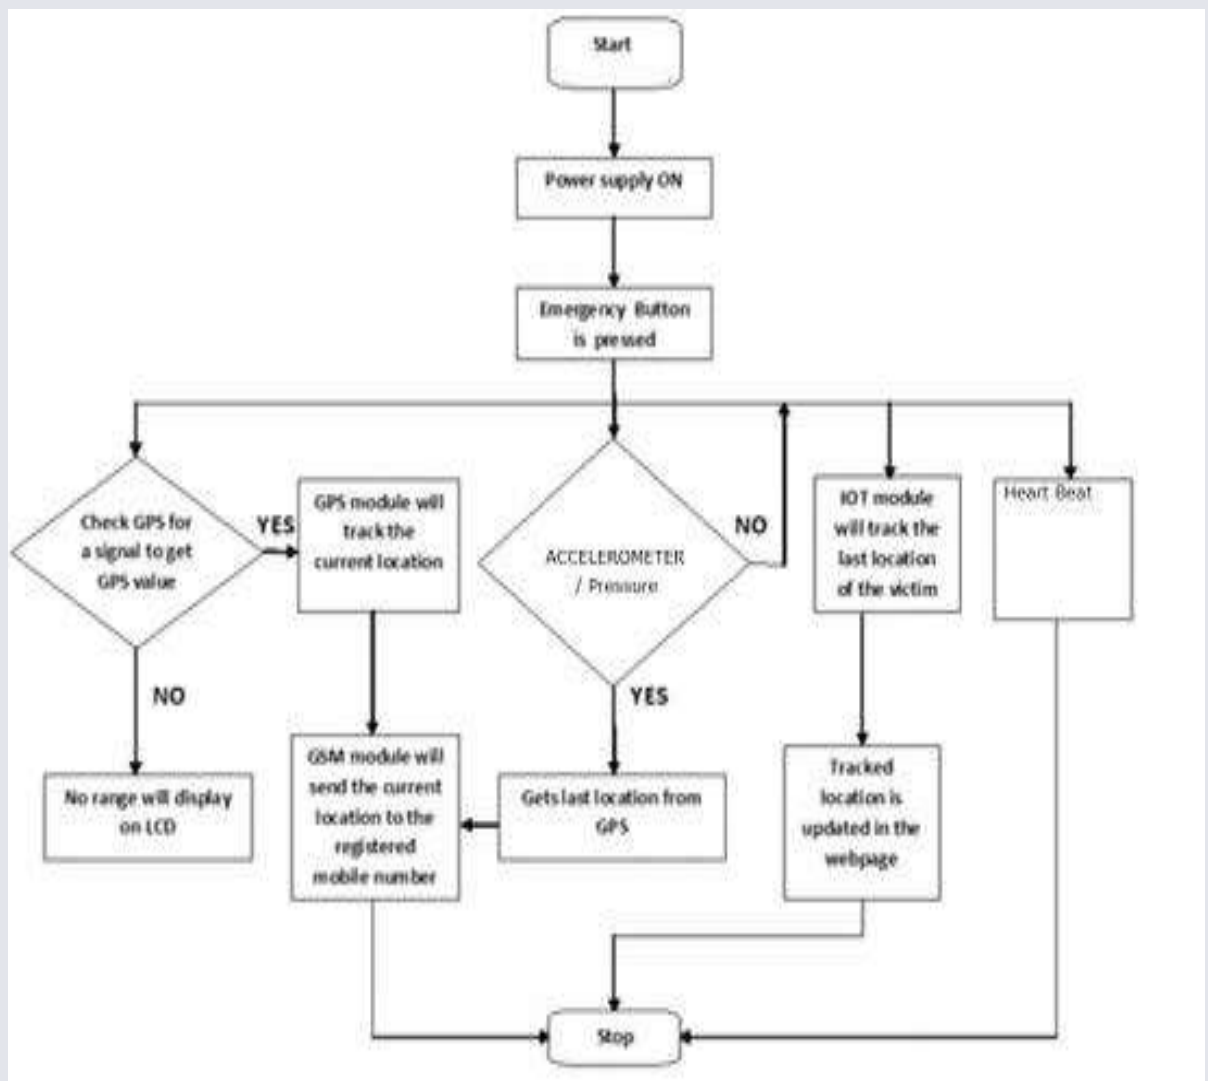 Start
Power supply ON
Emergency Button
is pressed
Check GPS for
a signal to get
GPS value
YES
GPS module will
track the
current location
ACCELEROMETER
/ Pressure
NO
IOT module
will track the
last location
of the victim
Heart Beat
NO
YES
No range will display
on LCD
GSM module will
send the current
location to the
registered
mobile number
Gets last location from
GPS
Tracked
location is
updated in the
webpage
Stop